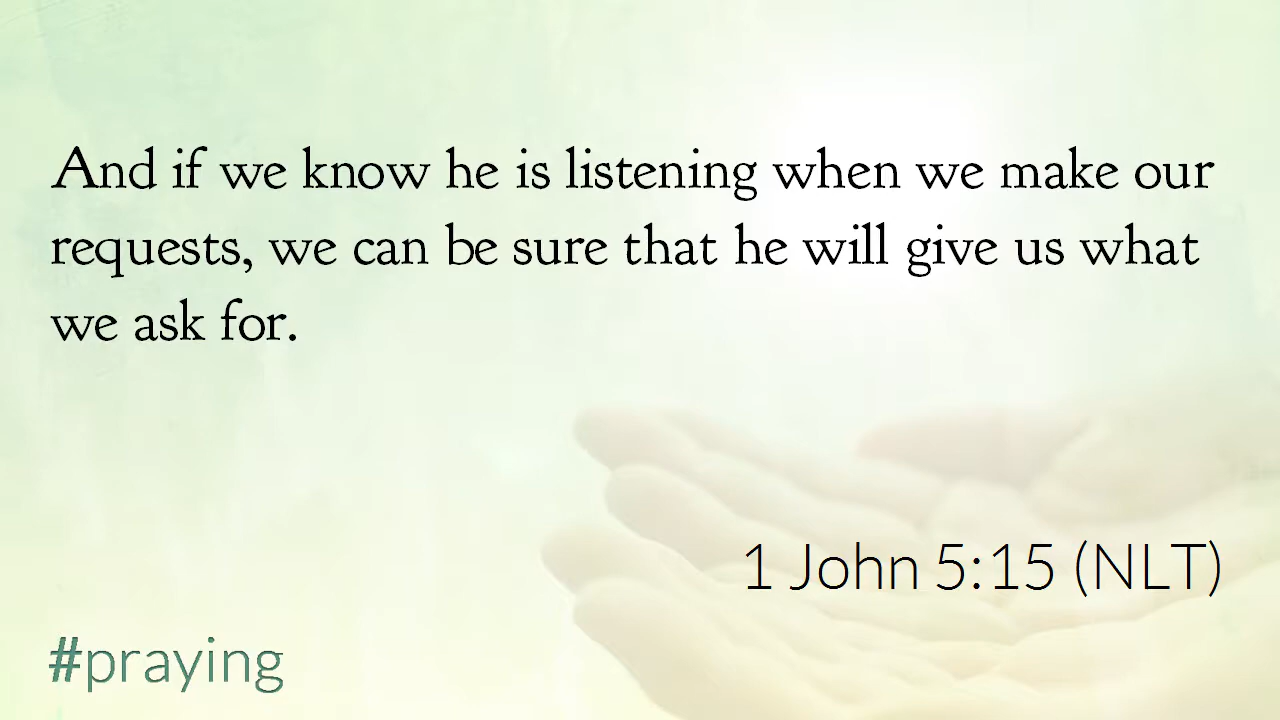 And if we know he is listening when we make our
requests, we can be sure that he will give us what
we ask for.
1 John 5:15 (NLT)
#praying